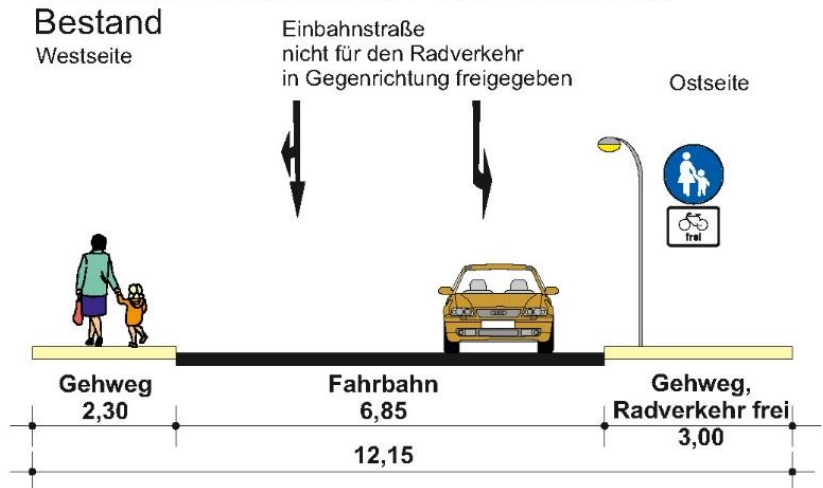 Bestand
Westseite
Einbahnstraße
nicht für den Radverkehr
in Gegenrichtung freigegeben
Ostseite
frei
Gehweg
2,30
Fahrbahn
6,85
Gehweg,
Radverkehr frei
3,00
12,15